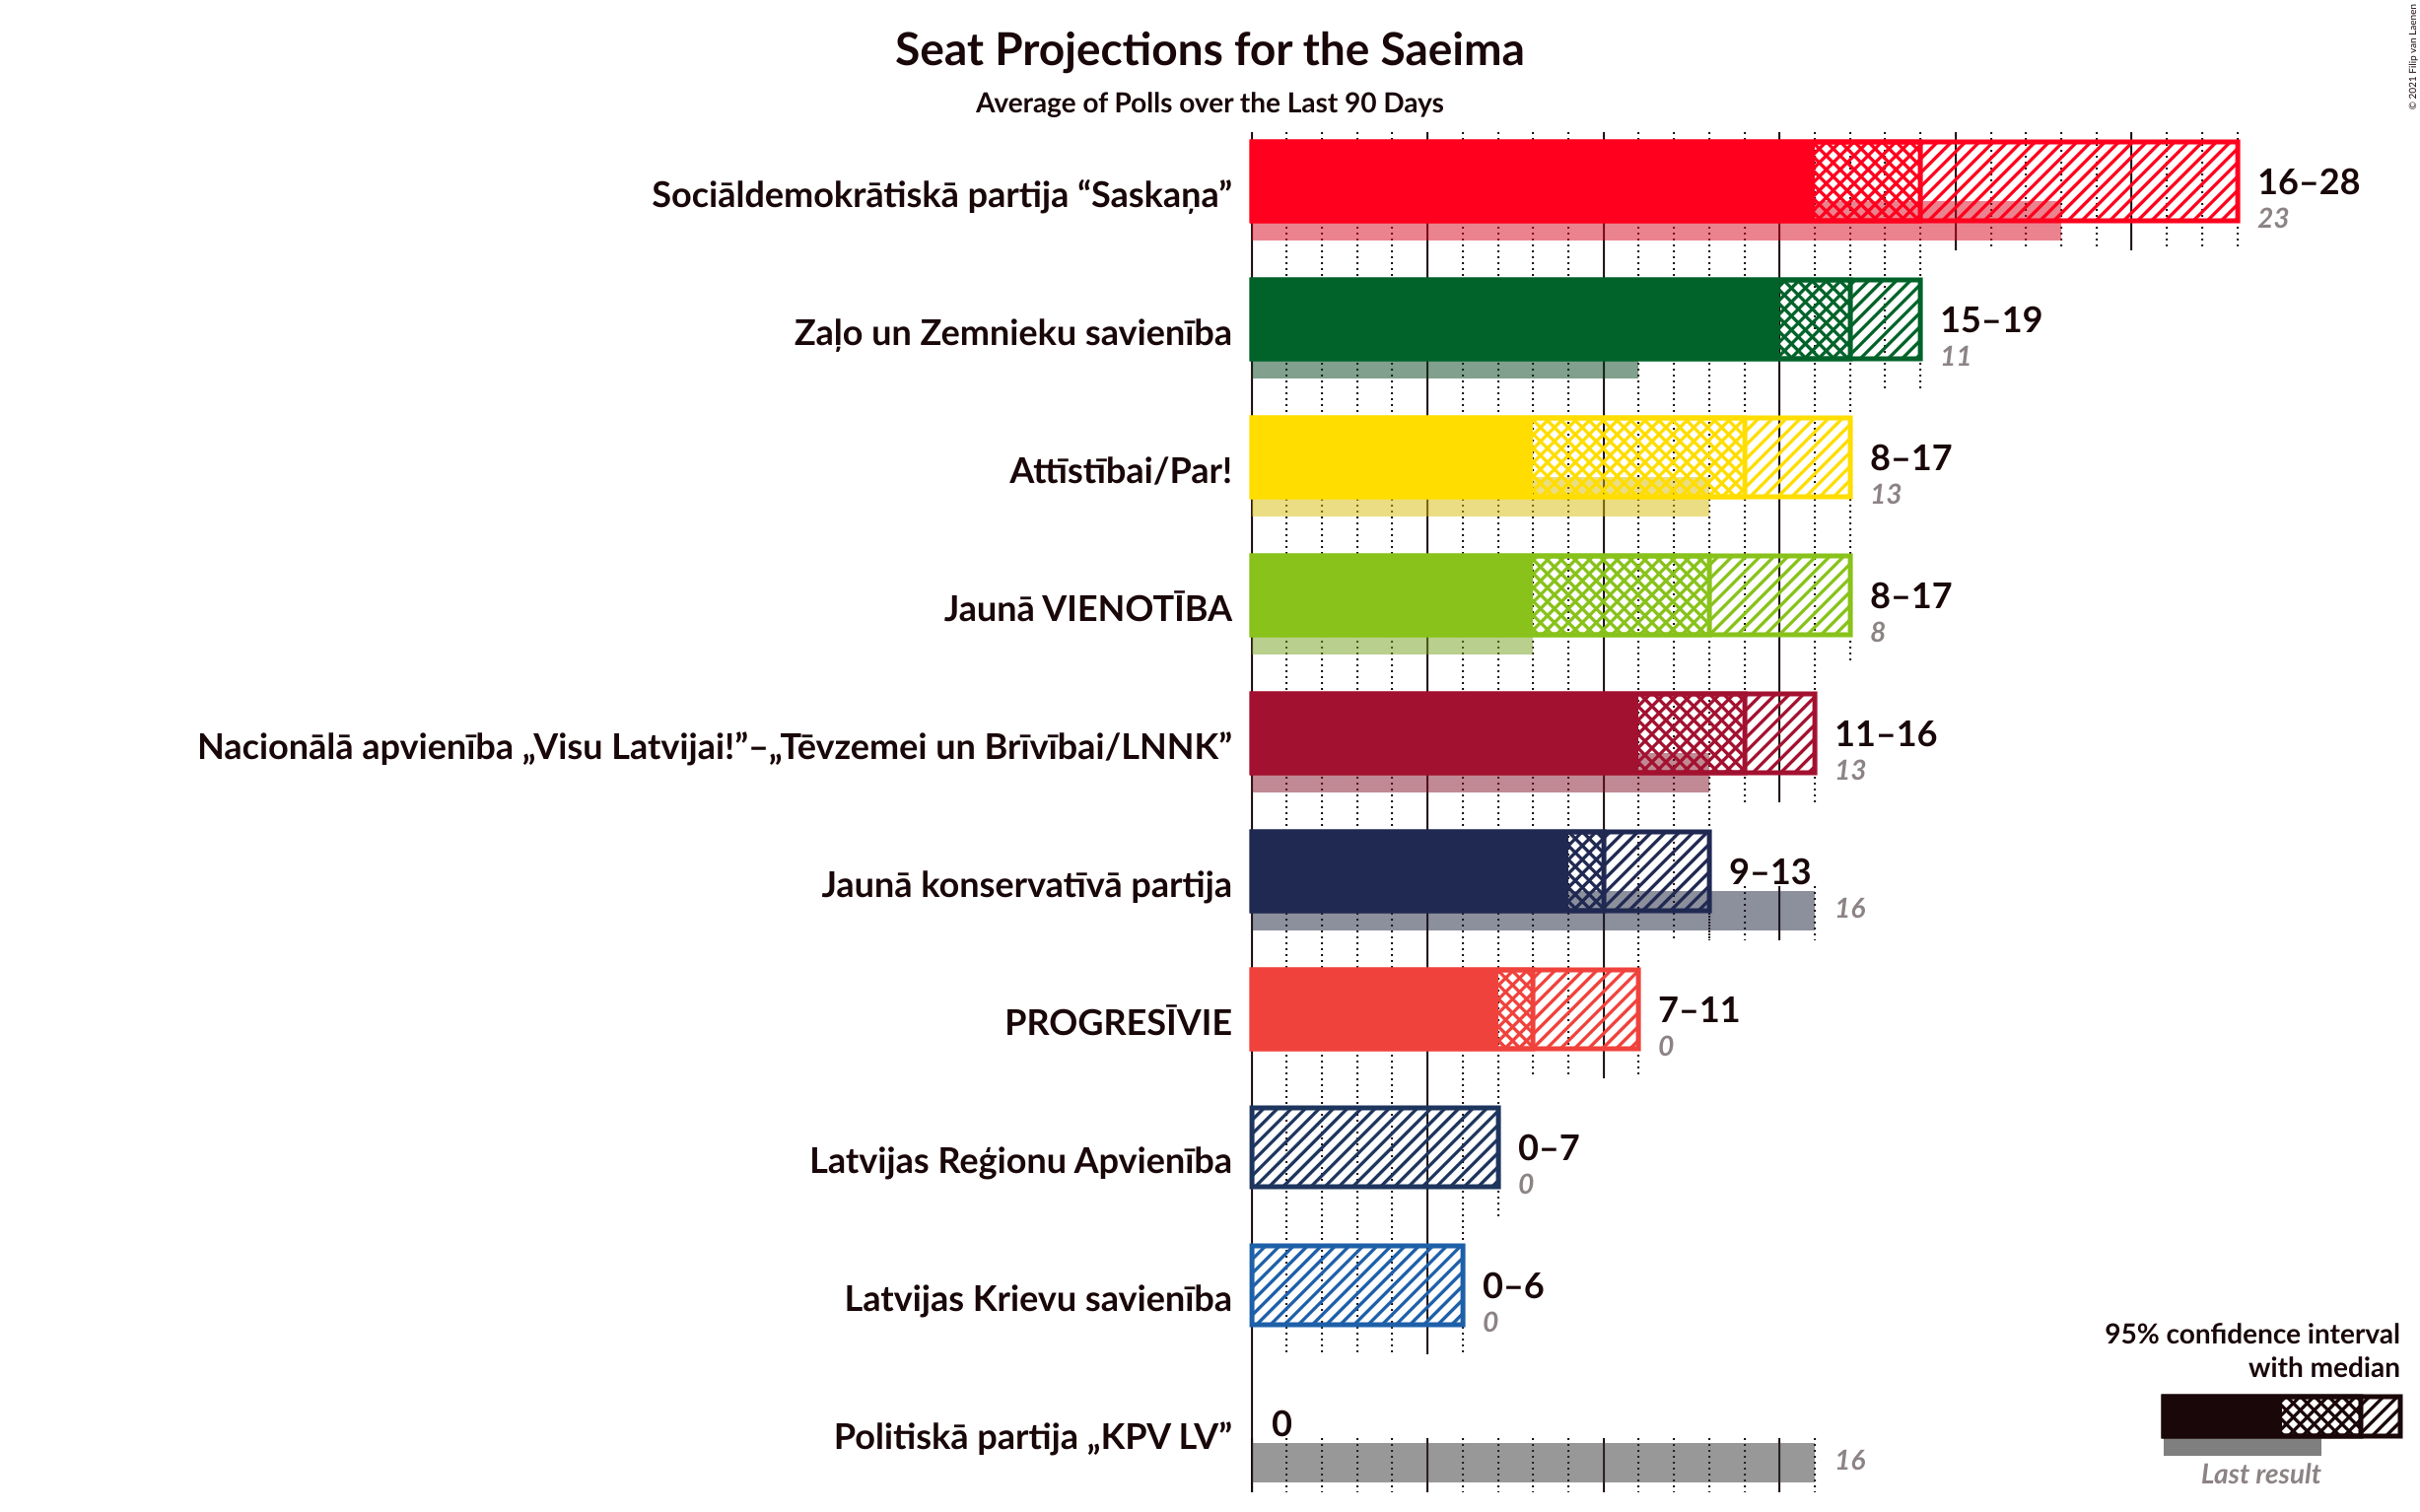 Seat Projections for the Saeima
Average of Polls over the Last 90 Days
© 2021 Filip van Laenen
Sociāldemokrātiskā partija “Saskaņa”
16–28
23
Zaļo un Zemnieku savienība
15–19
11
Attīstībai/Par!
8–17
13
Jaunā VIENOTĪBA
8–17
8
Nacionālā apvienība „Visu Latvijai!”–„Tēvzemei un Brīvībai/LNNK”
11–16
13
Jaunā konservatīvā partija
9–13
16
PROGRESĪVIE
7–11
0
Latvijas Reģionu Apvienība
0–7
0
Latvijas Krievu savienība
0–6
0
Politiskā partija „KPV LV”
0
16
95% confidence interval
with median
Last result